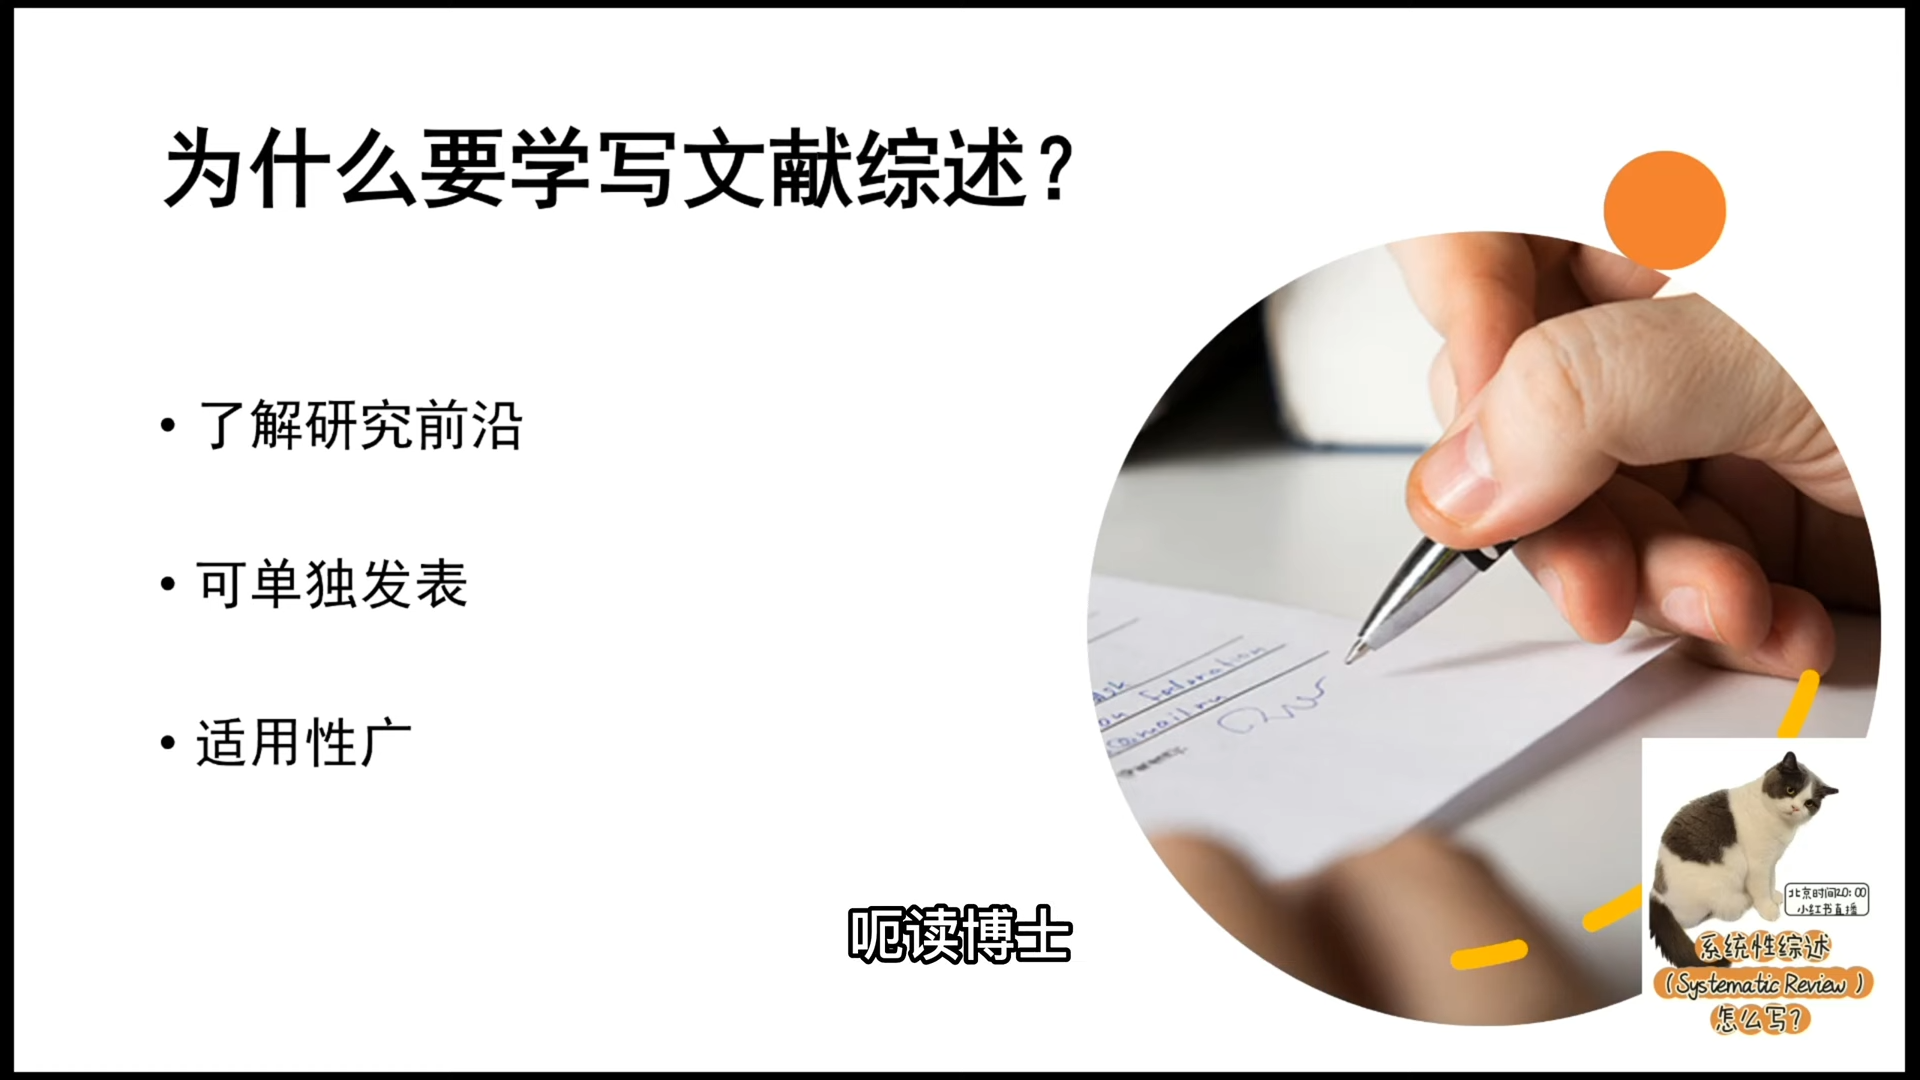 为什么要学写文献综述？
• 了解研究前沿
• 可单独发表
• 适用性广
呃读博士
北京时间20:00
小红书直播
系统性综述
（Systematic Review）
怎么写？